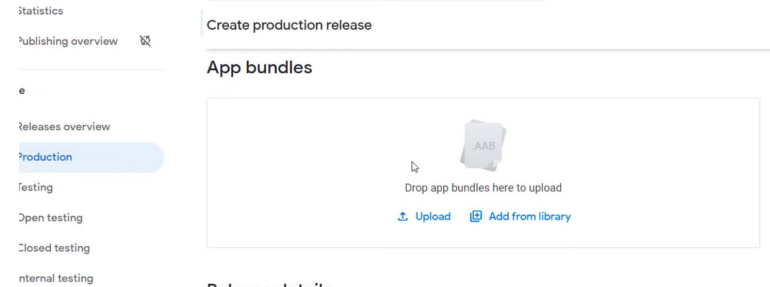 Statistics
Publishing overview
e
Releases overview
Production
Testing
Open testing
Closed testing
nternal testing
Create production release
App bundles
.AAB
Drop app bundles here to upload
Upload
Add from library